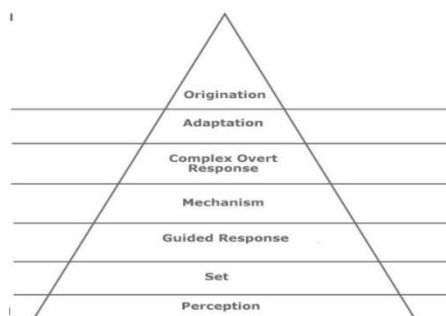 Origination
Adaptation
Complex Overt
Response
Mechanism
Guided Response
Set
Perception